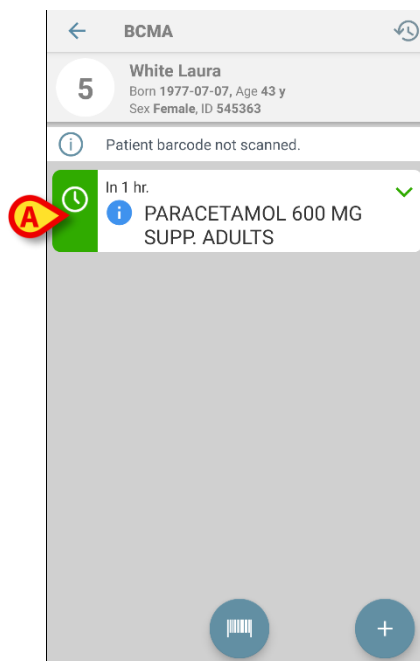 BCMA
White Laura
5
Born 1977-07-07, Age 43 y
Sex Female, ID 545363
Patient barcode not scanned.
In 1 hr.
A
PARACETAMOL 600 MG
SUPP. ADULTS